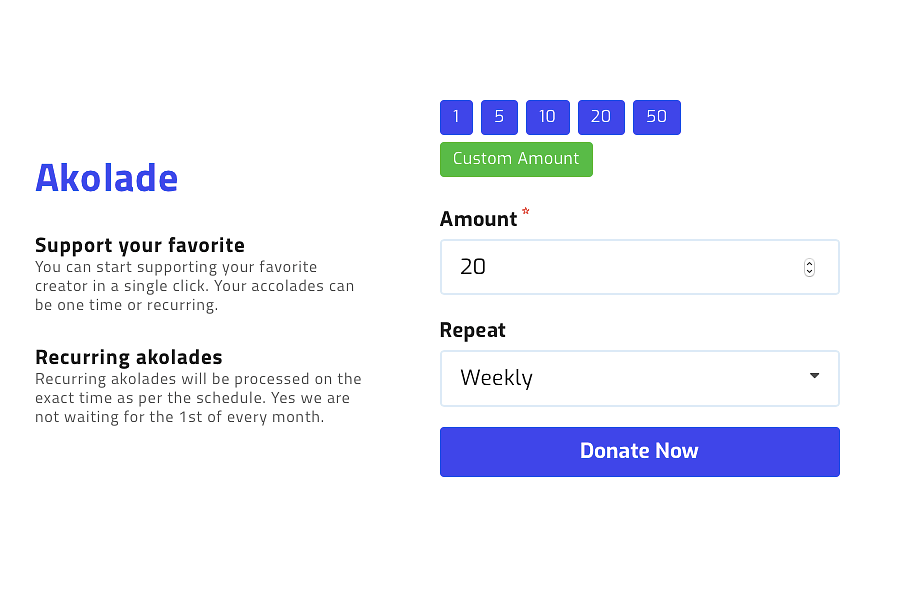 Akolade
Support your favorite
You can start supporting your favorite
creator in a single click. Your accolades can
be one time or recurring.
Recurring akolades
Recurring akolades will be processed on the
exact time as per the schedule. Yes we are
not waiting for the 1st of every month.
1 5 10 20 50
Custom Amount
Amount *
20
Repeat
Weekly
Donate Now